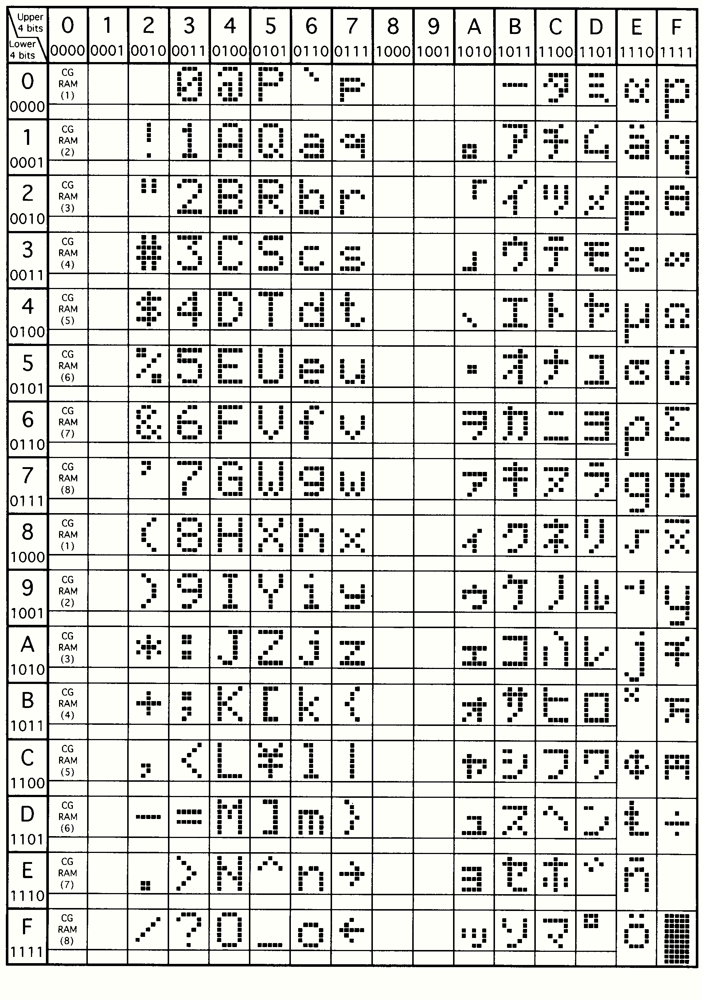 Upper 4 bits
Lower 4 bits
0 1 2 3 4 5 6 7 8 9 A B C D E F
0000 0001 0010 0011 0100 0101 0110 0111 1000 1001 1010 1011 1100 1101 1110 1111
0 0000 CG RAM (1) 0 @ P ` p ー タ ミ α p
1 0001 CG RAM (2) ! 1 A Q a q 。 ア チ ム ä q
2 0010 CG RAM (3) " 2 B R b r 「 イ ツ メ β θ
3 0011 CG RAM (4) # 3 C S c s 」 ウ テ モ ε ∞
4 0100 CG RAM (5) $ 4 D T d t 、 エ ト ヤ μ Ω
5 0101 CG RAM (6) % 5 E U e u ・ オ ナ ユ σ ü
6 0110 CG RAM (7) & 6 F V f v ヲ カ ニ ヨ ρ Σ
7 0111 CG RAM (8) ' 7 G W g w ァ キ ヌ ラ g π
8 1000 CG RAM (1) ( 8 H X h x ィ ク ネ リ √ x̄
9 1001 CG RAM (2) ) 9 I Y i y ゥ ケ ノ ル ⁻¹ y
A 1010 CG RAM (3) * : J Z j z ェ コ ハ レ j 千
B 1011 CG RAM (4) + ; K [ k { ォ サ ヒ ロ ˣ 万
C 1100 CG RAM (5) , < L ¥ l | ャ シ フ ワ ¢ 円
D 1101 CG RAM (6) - = M ] m } ュ ス ヘ ン £ ÷
E 1110 CG RAM (7) . > N ^ n → ョ セ ホ ゛ ñ
F 1111 CG RAM (8) / ? O _ o ← ッ ソ マ ゜ ö █